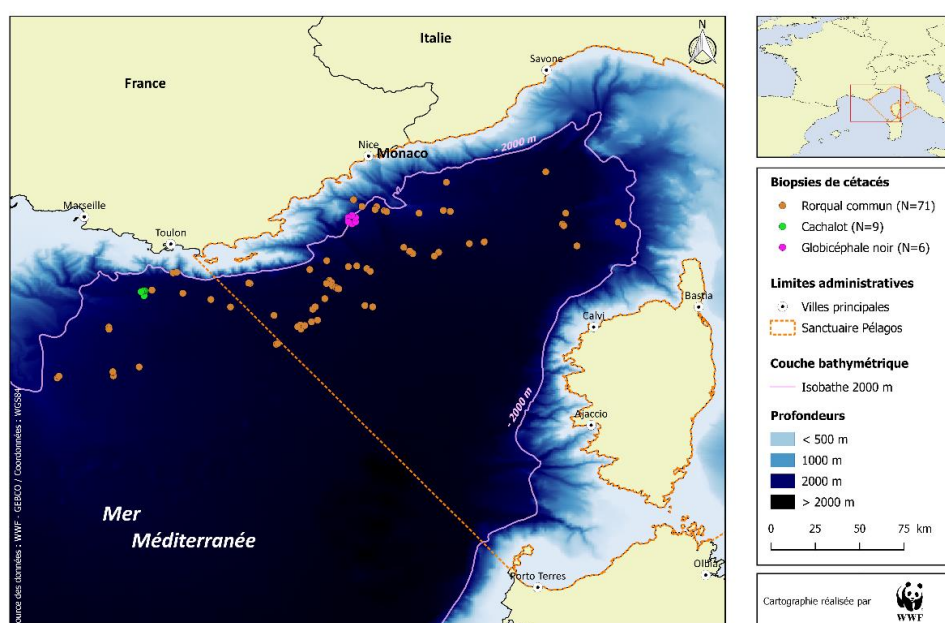 Italie
France
N
Savone
Nice
Monaco
- 2000 m
Marseille
Toulon
Bastia
Calvi
- 2000 m
Ajaccio
Mer
Méditerranée
Porto Terres
Olbia
ource des données : WWF - GEBCO / Coordonnées : WGS84
Biopsies de cétacés
Rorqual commun (N=71)
Cachalot (N=9)
Globicéphale noir (N=6)
Limites administratives
Villes principales
Sanctuaire Pélagos
Couche bathymétrique
Isobathe 2000 m
Profondeurs
< 500 m
1000 m
2000 m
> 2000 m
0 25 50 75 km
Cartographie réalisée par
WWF